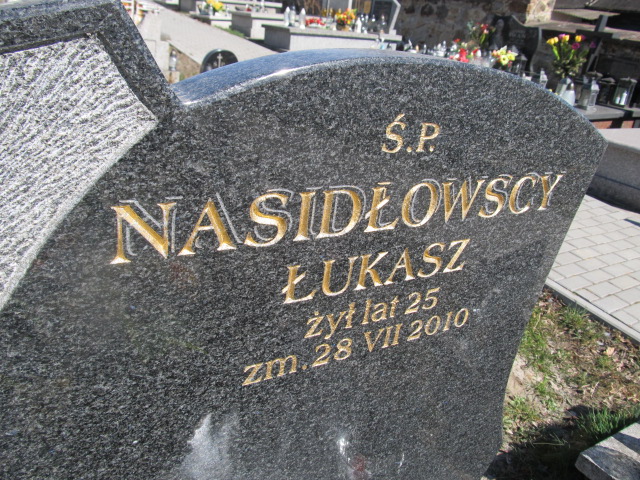 Ś.P.
NASIDŁOWSCY
ŁUKASZ
żył lat 25
zm. 28 VII 2010